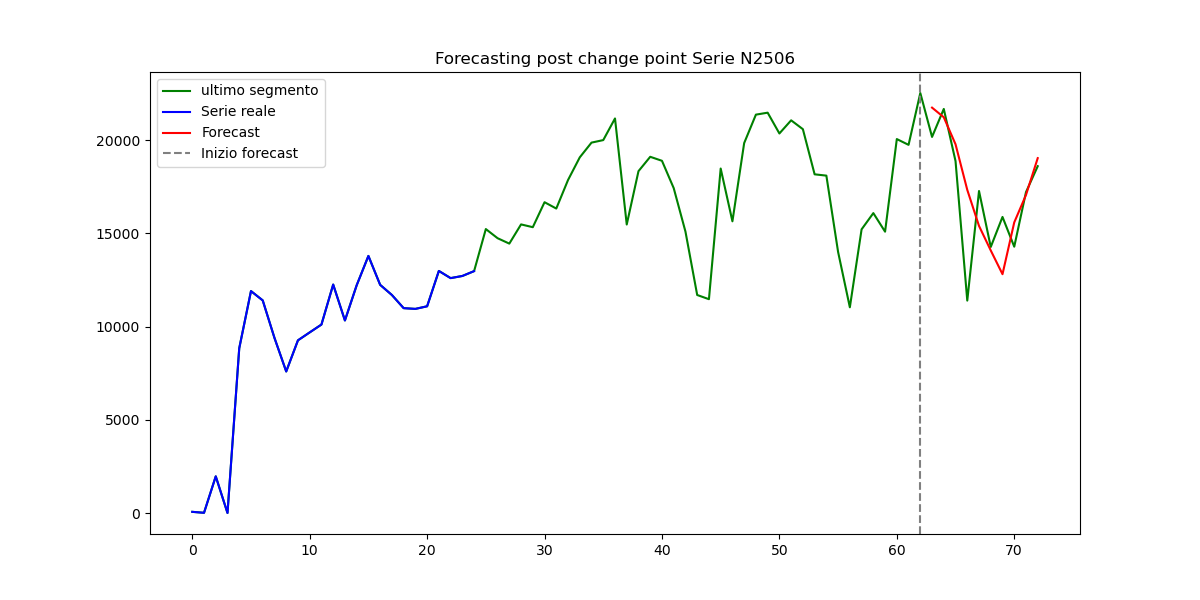 Forecasting post change point Serie N2506
ultimo segmento
Serie reale
Forecast
Inizio forecast
20000
15000
10000
5000
0
0 10 20 30 40 50 60 70